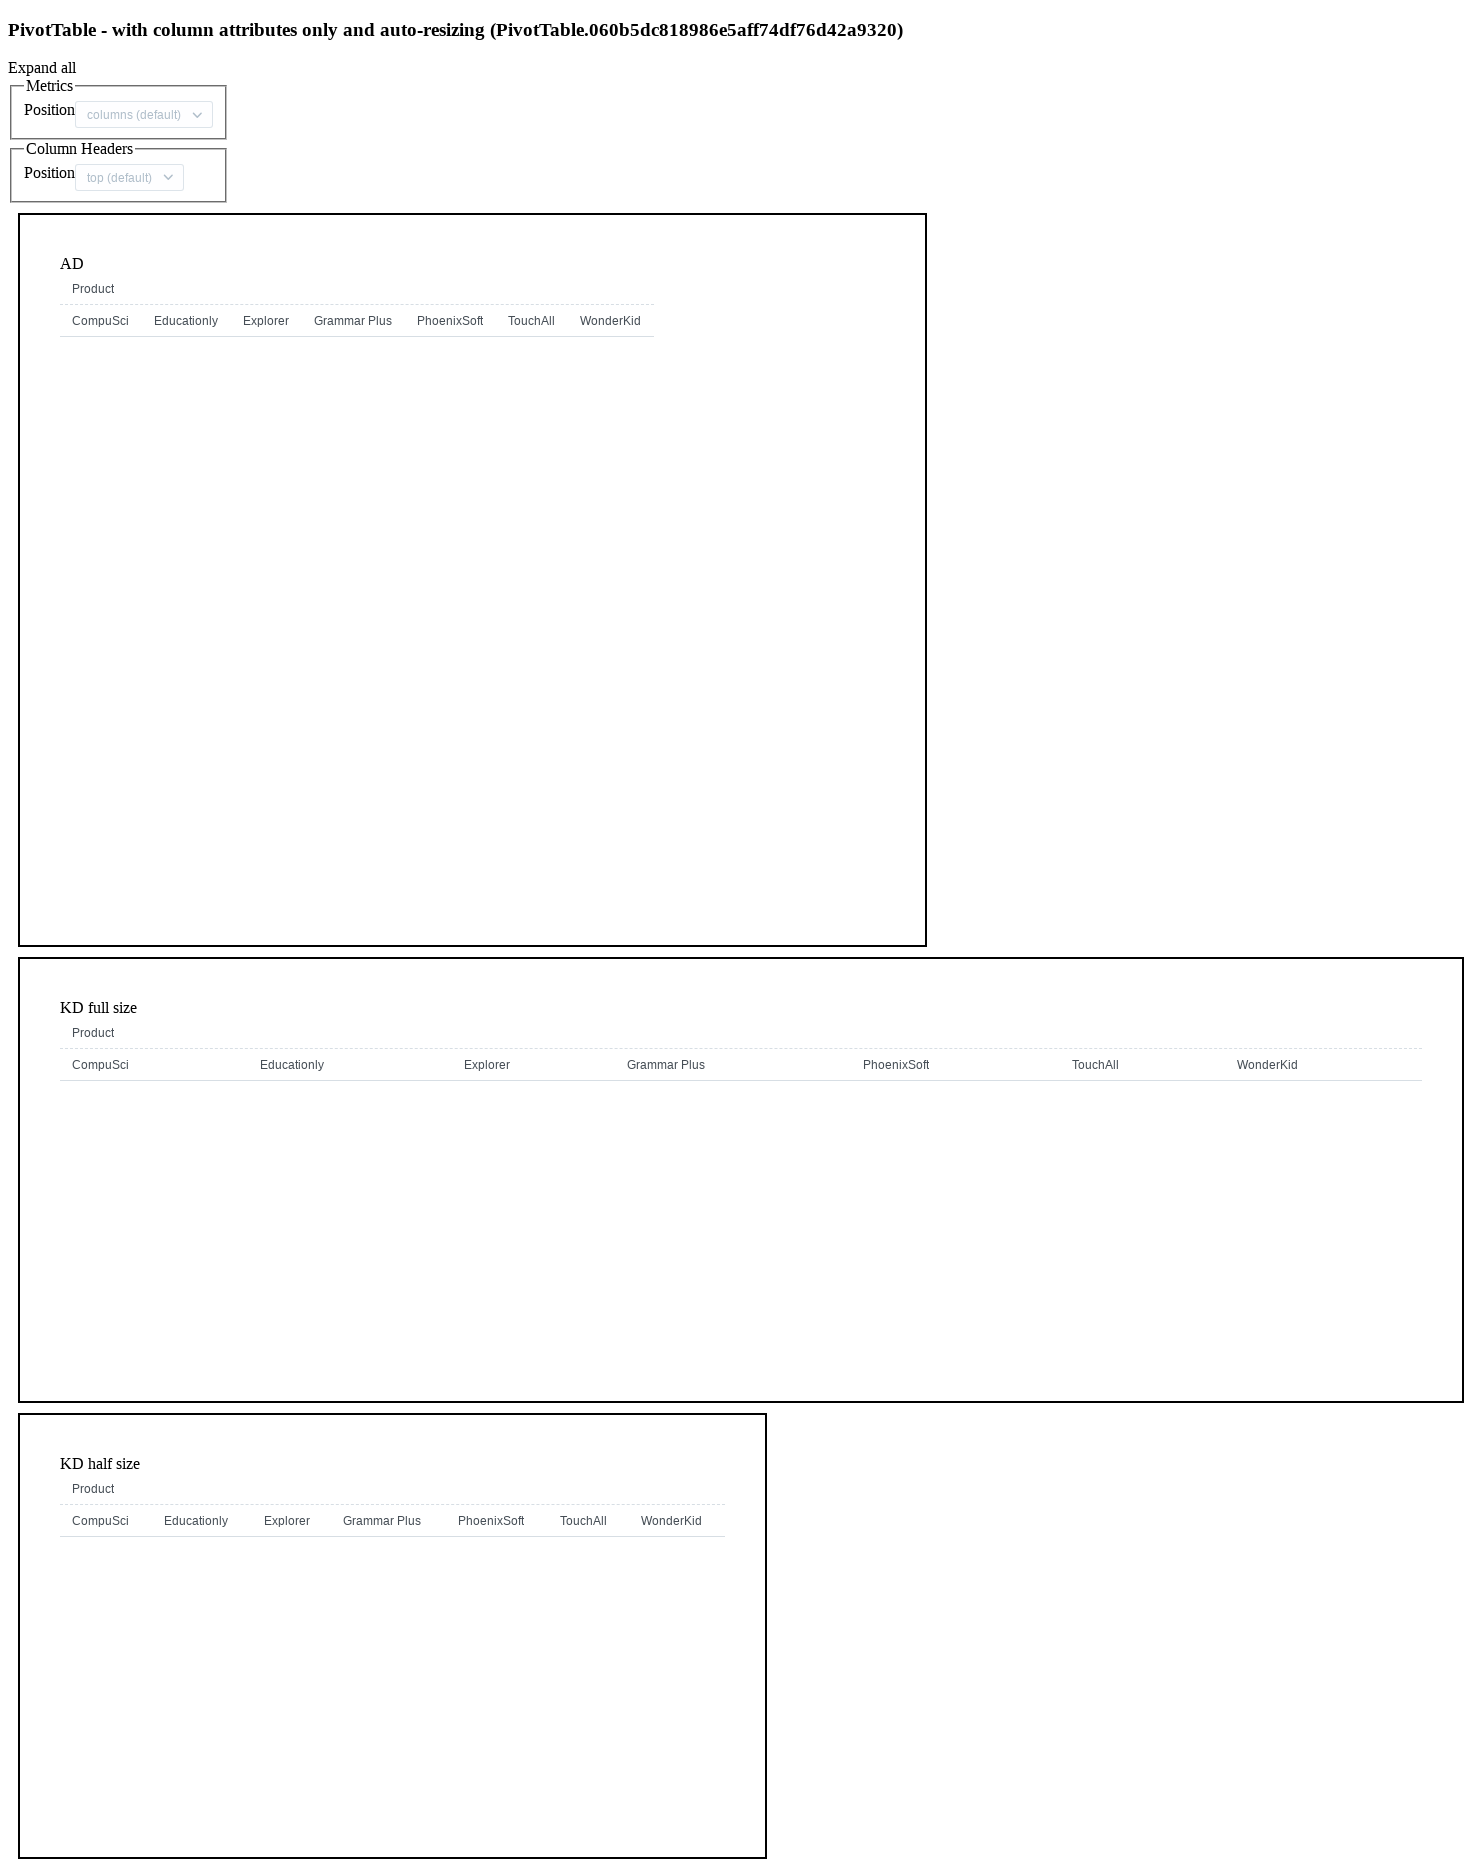 PivotTable - with column attributes only and auto-resizing (PivotTable.060b5dc818986e5aff74df76d42a9320)
Expand all
Metrics
Position columns (default)
Column Headers
Position top (default)
AD
Product
CompuSci Educationly Explorer Grammar Plus PhoenixSoft TouchAll WonderKid
KD full size
Product
CompuSci Educationly Explorer Grammar Plus PhoenixSoft TouchAll WonderKid
KD half size
Product
CompuSci Educationly Explorer Grammar Plus PhoenixSoft TouchAll WonderKid